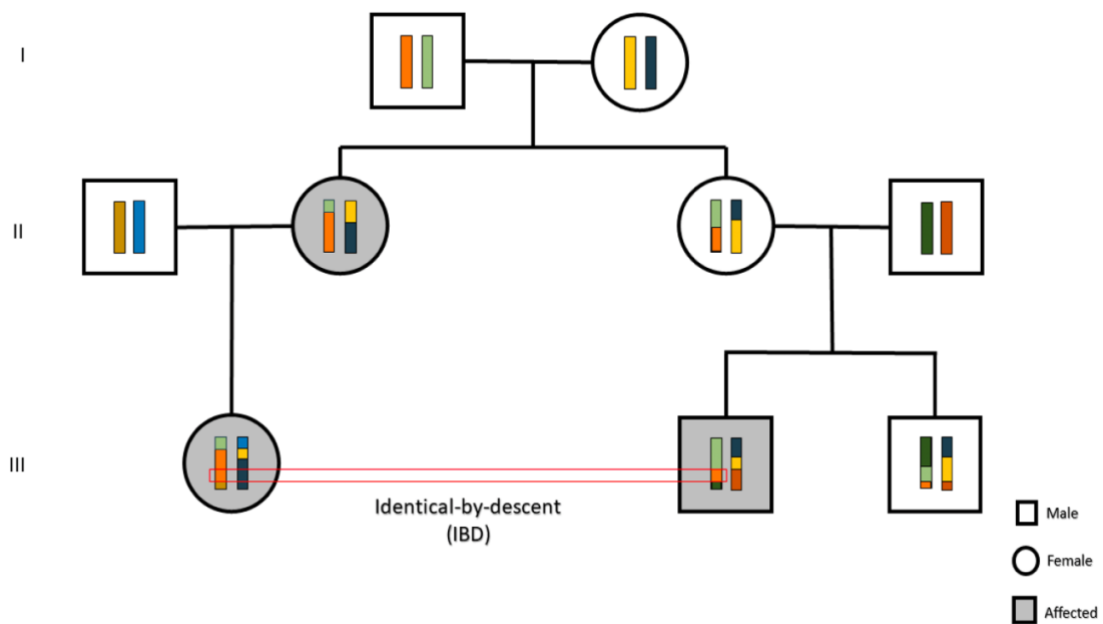 I
II
III
Identical-by-descent
(IBD)
Male
Female
Affected